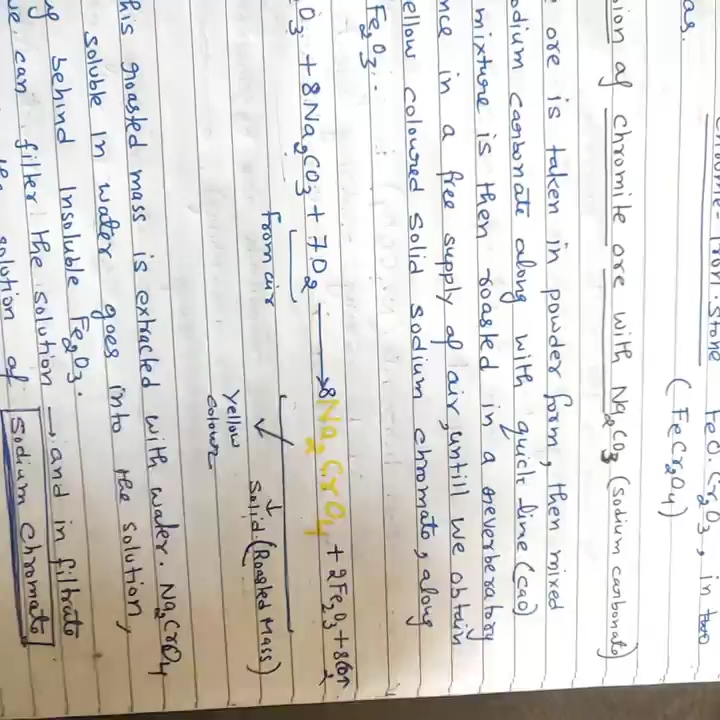 as.
Iron stone FeO.Cr2O3, in two
(FeCr2O4)
sion of chromite ore with Na2CO3 (sodium carbonate)
ore is taken in powder form, then mixed
odium carbonate along with quick lime (CaO)
mixture is then roasted in a reverberatory
nce in a free supply of air, untill we obtain
ellow coloured solid sodium chromate, along
Fe2O3.
O3 + 8Na2CO3 + 7O2 → 8Na2CrO4 + 2Fe2O3 + 8CO2
from air
Solid. (Roasted Mass)
Yellow
colour
his roasted mass is extracted with water. Na2CrO4
soluble in water goes into the solution,
behind Insoluble Fe2O3.
can filter the solution → and in filtrate
solution of Sodium chromate